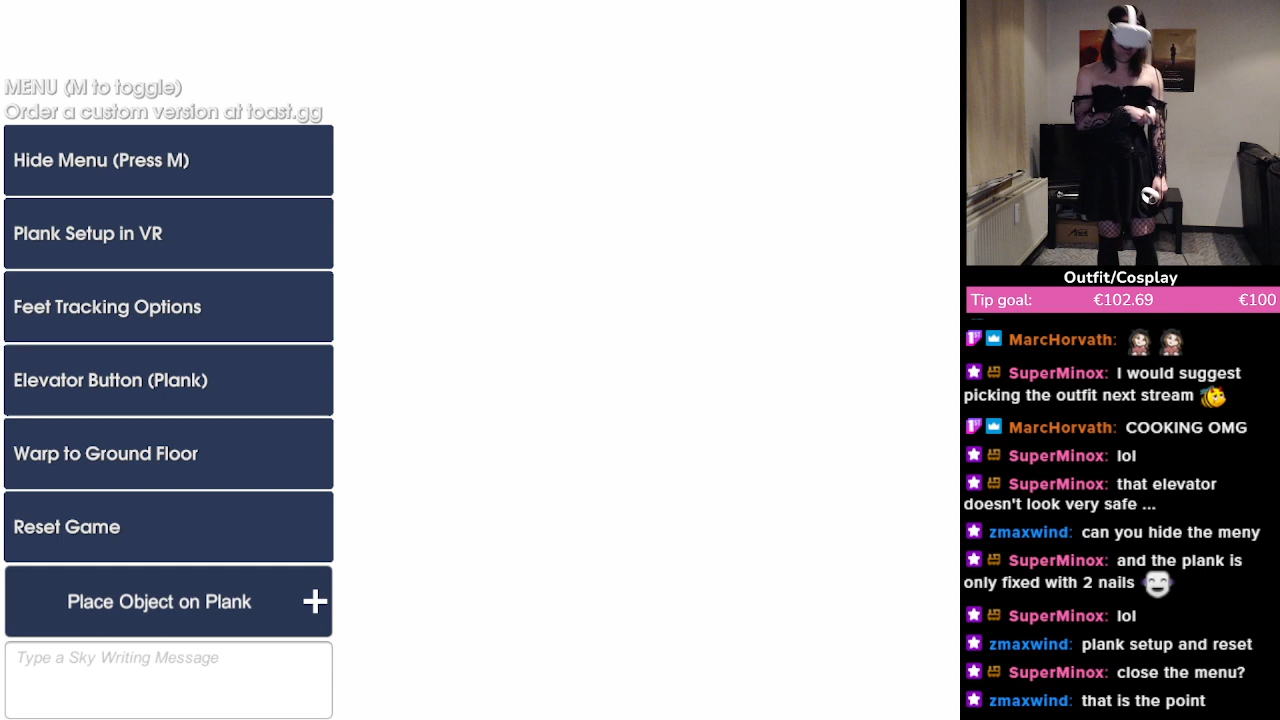 MENU (M to toggle)
Order a custom version at toast.gg
Hide Menu (Press M)
Plank Setup in VR
Feet Tracking Options
Elevator Button (Plank)
Warp to Ground Floor
Reset Game
Place Object on Plank +
Type a Sky Writing Message
Outfit/Cosplay
Tip goal: €102.69 €100
MarcHorvath:
SuperMinox: I would suggest
picking the outfit next stream
MarcHorvath: COOKING OMG
SuperMinox: lol
SuperMinox: that elevator
doesn't look very safe ...
zmaxwind: can you hide the meny
SuperMinox: and the plank is
only fixed with 2 nails
SuperMinox: lol
zmaxwind: plank setup and reset
SuperMinox: close the menu?
zmaxwind: that is the point